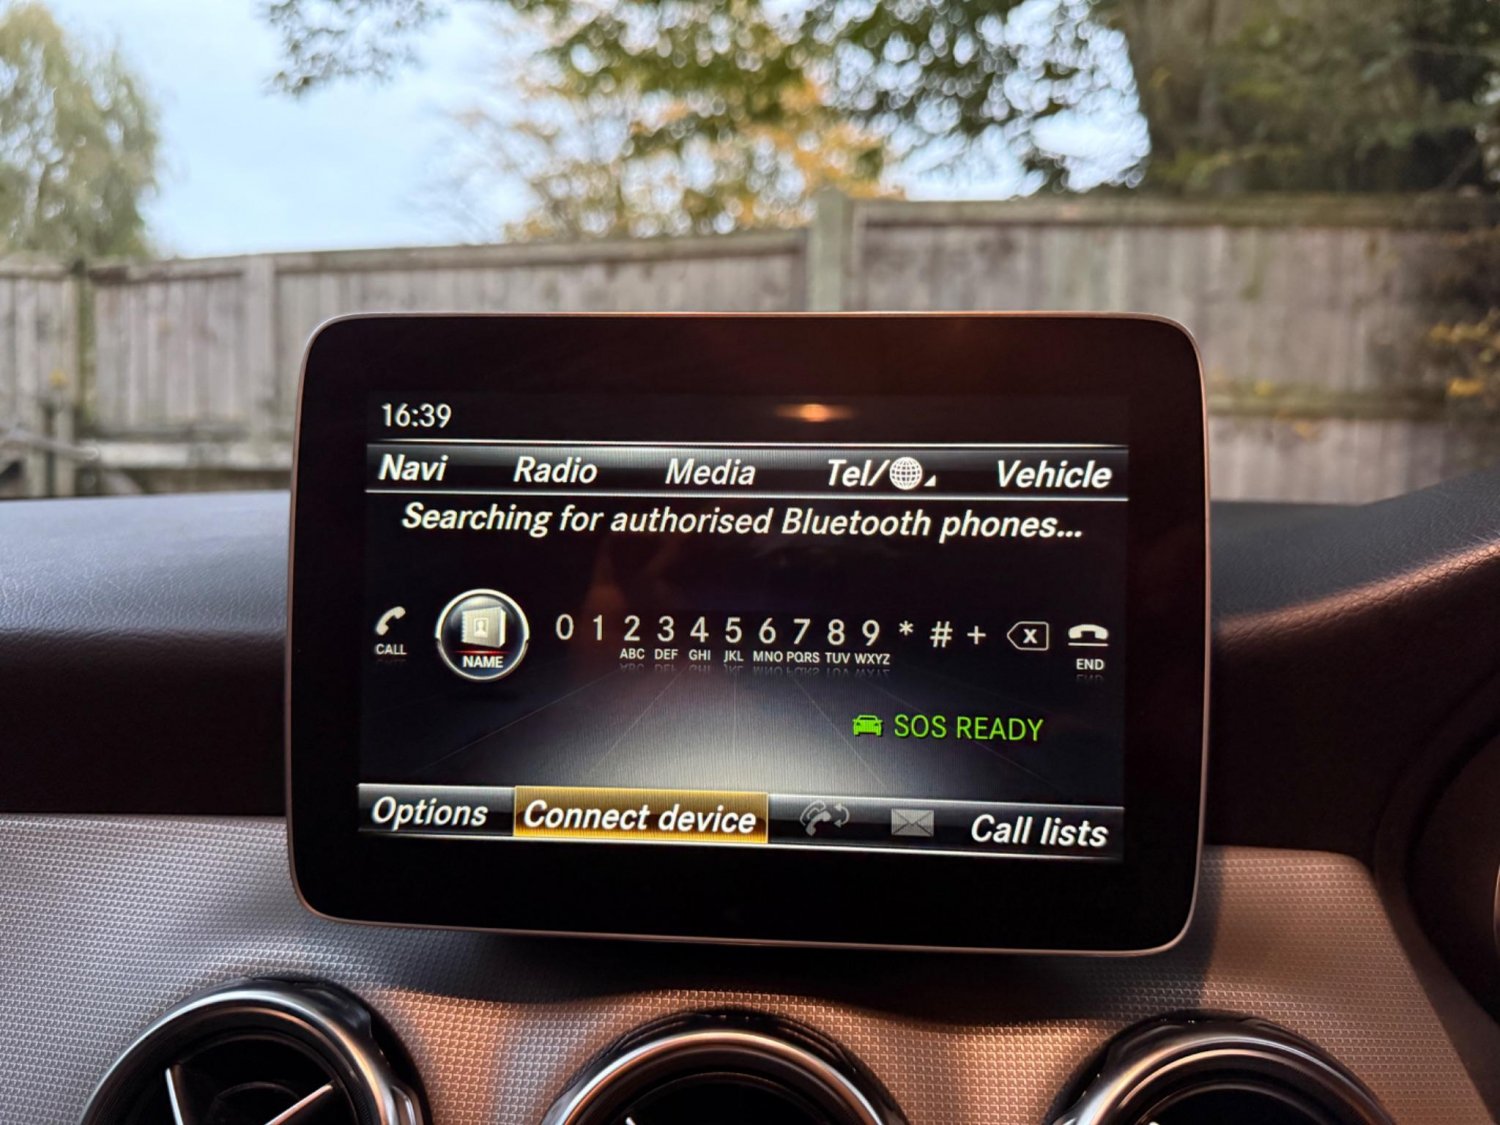 16:39
Navi Radio Media Tel/ Vehicle
Searching for authorised Bluetooth phones...
CALL NAME 0 1 2 3 4 5 6 7 8 9 * # + X END
ABC DEF GHI JKL MNO PQRS TUV WXYZ
SOS READY
Options Connect device Call lists